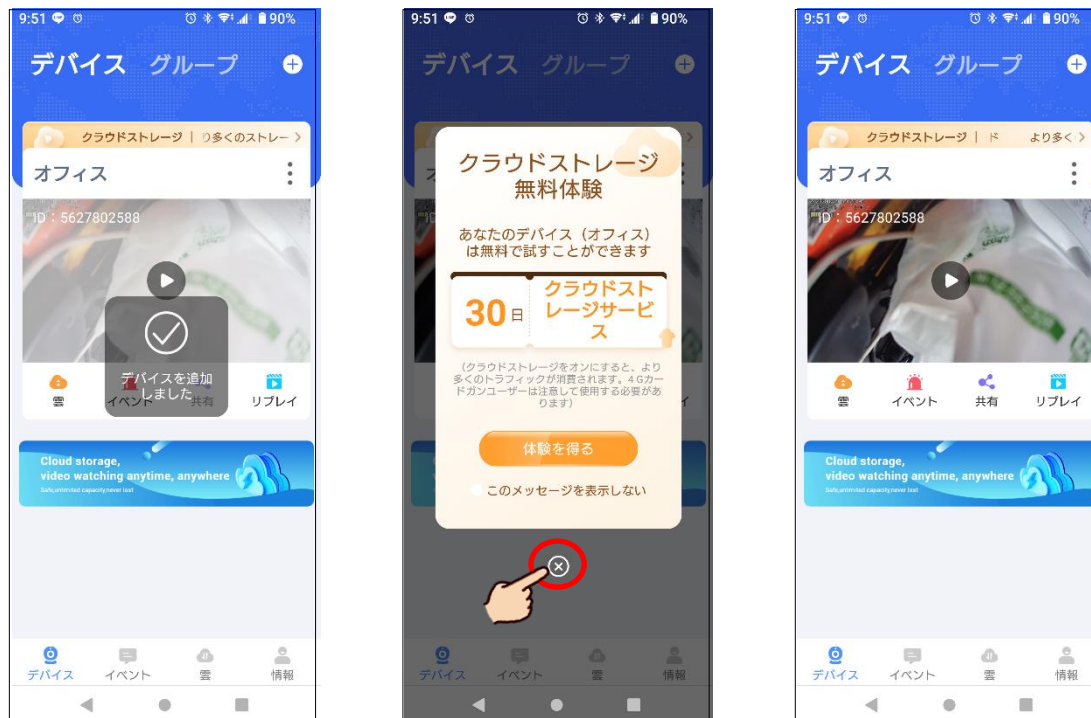 9:51
90%
デバイス グループ
クラウドストレージ | り多くのストレー >
オフィス
ID：5627802588
デバイスを追加
しました
雲 イベント 共有 リプレイ
Cloud storage,
video watching anytime, anywhere
Safe,unlimited capacity,never lost
デバイス イベント 雲 情報
9:51
90%
デバイス グループ
クラウドストレージ
無料体験
あなたのデバイス（オフィス）
は無料で試すことができます
30日
クラウドスト
レージサービ
ス
（クラウドストレージをオンにすると、より
多くのトラフィックが消費されます。4Gカー
ドガンユーザーは注意して使用する必要があ
ります）
体験を得る
このメッセージを表示しない
デバイス イベント 雲 情報
9:51
90%
デバイス グループ
クラウドストレージ | ド より多く >
オフィス
ID：5627802588
雲 イベント 共有 リプレイ
Cloud storage,
video watching anytime, anywhere
Safe,unlimited capacity,never lost
デバイス イベント 雲 情報